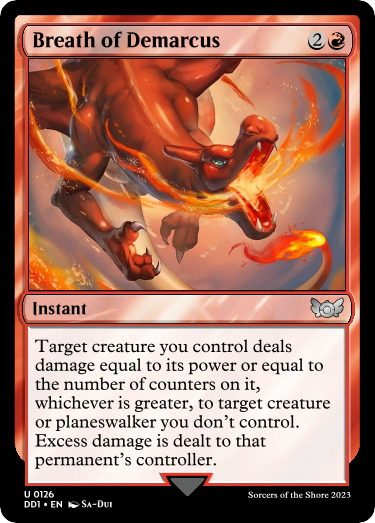 Breath of Demarcus 2
Instant
Target creature you control deals
damage equal to its power or equal to
the number of counters on it,
whichever is greater, to target creature
or planeswalker you don't control.
Excess damage is dealt to that
permanent's controller.
U 0126
DD1 • EN Sa-Dui
Sorcers of the Shore 2023